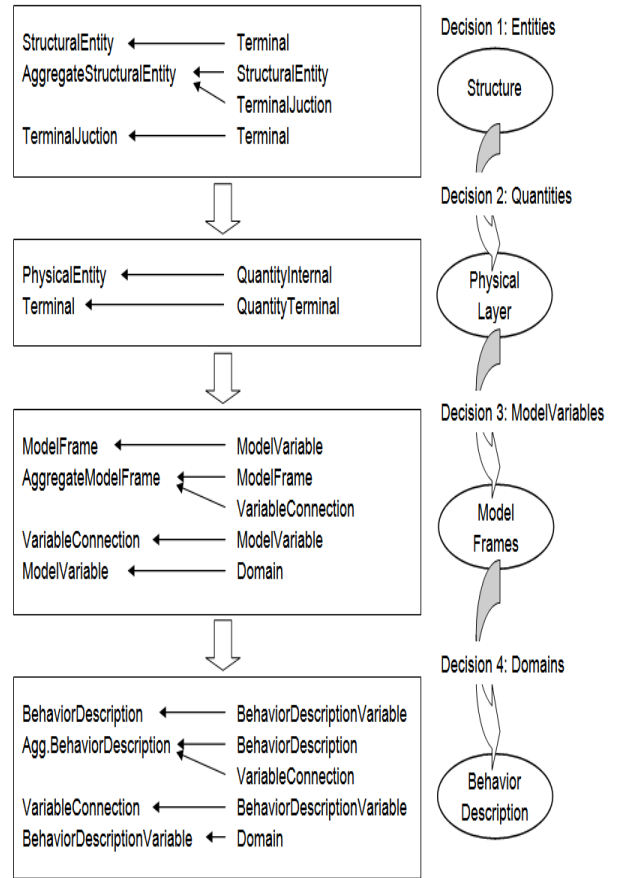 Decision 1: Entities
StructuralEntity Terminal
AggregateStructuralEntity StructuralEntity
TerminalJuction
TerminalJuction Terminal
Structure
Decision 2: Quantities
PhysicalEntity QuantityInternal
Terminal QuantityTerminal
Physical
Layer
Decision 3: ModelVariables
ModelFrame ModelVariable
AggregateModelFrame ModelFrame
VariableConnection
VariableConnection ModelVariable
ModelVariable Domain
Model
Frames
Decision 4: Domains
BehaviorDescription BehaviorDescriptionVariable
Agg.BehaviorDescription BehaviorDescription
VariableConnection
VariableConnection BehaviorDescriptionVariable
BehaviorDescriptionVariable Domain
Behavior
Description